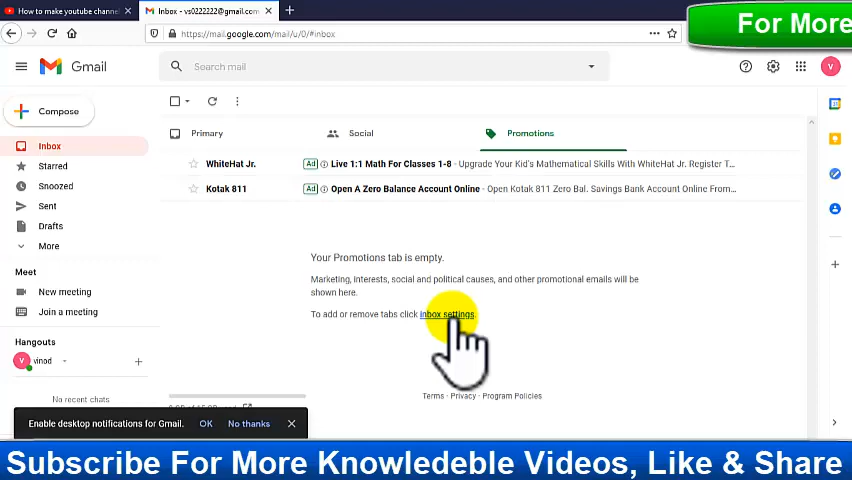 How to make youtube channel
Inbox - vs0222222@gmail.com
For More
https://mail.google.com/mail/u/0/#inbox
Gmail
Search mail
V
Compose
Inbox
Starred
Snoozed
Sent
Drafts
More
Meet
New meeting
Join a meeting
Hangouts
V vinod
No recent chats
Primary
Social
Promotions
WhiteHat Jr. Ad Live 1:1 Math For Classes 1-8 - Upgrade Your Kid's Mathematical Skills With WhiteHat Jr. Register T...
Kotak 811 Ad Open A Zero Balance Account Online - Open Kotak 811 Zero Bal. Savings Bank Account Online From...
Your Promotions tab is empty.
Marketing, interests, social and political causes, and other promotional emails will be
shown here.
To add or remove tabs click inbox settings.
Terms · Privacy · Program Policies
Enable desktop notifications for Gmail. OK No thanks
Subscribe For More Knowledeble Videos, Like & Share